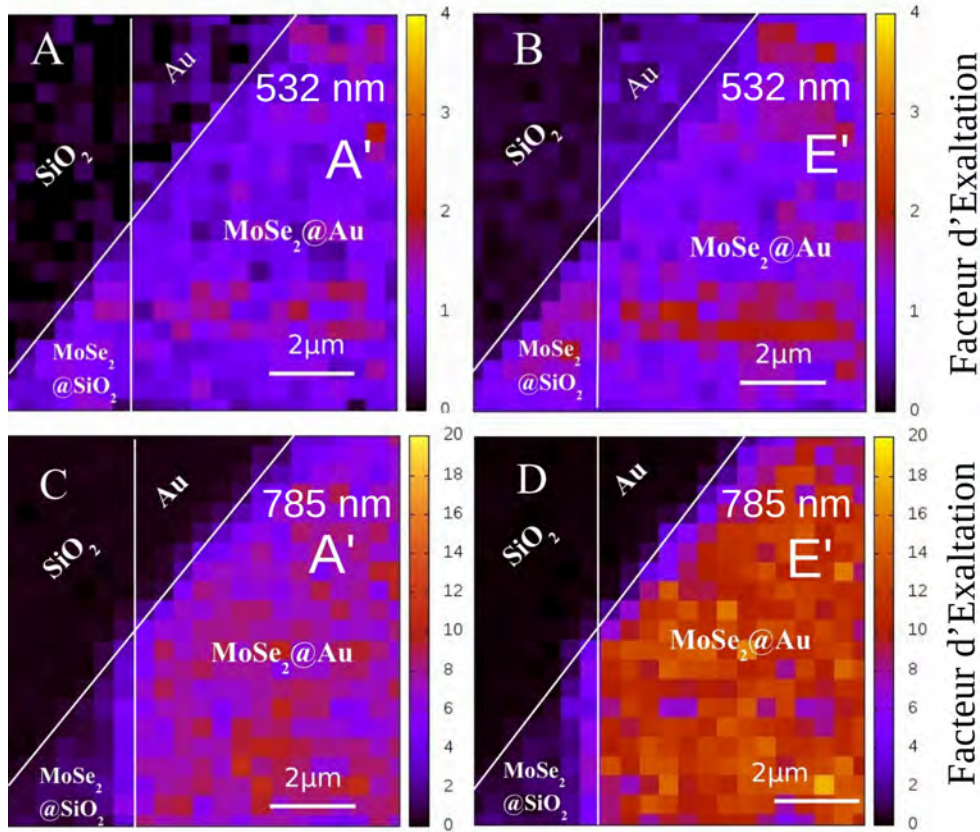 A
Au
532 nm
SiO₂
A'
MoSe₂@Au
MoSe₂
@SiO₂
2μm
4
3
2
1
0
B
Au
532 nm
SiO₂
E'
MoSe₂@Au
MoSe₂
@SiO₂
2μm
4
3
2
1
0
Facteur d'Exaltation
C
Au
785 nm
SiO₂
A'
MoSe₂@Au
MoSe₂
@SiO₂
2μm
20
18
16
14
12
10
8
6
4
2
0
D
Au
785 nm
SiO₂
E'
MoSe₂@Au
MoSe₂
@SiO₂
2μm
20
18
16
14
12
10
8
6
4
2
0
Facteur d'Exaltation